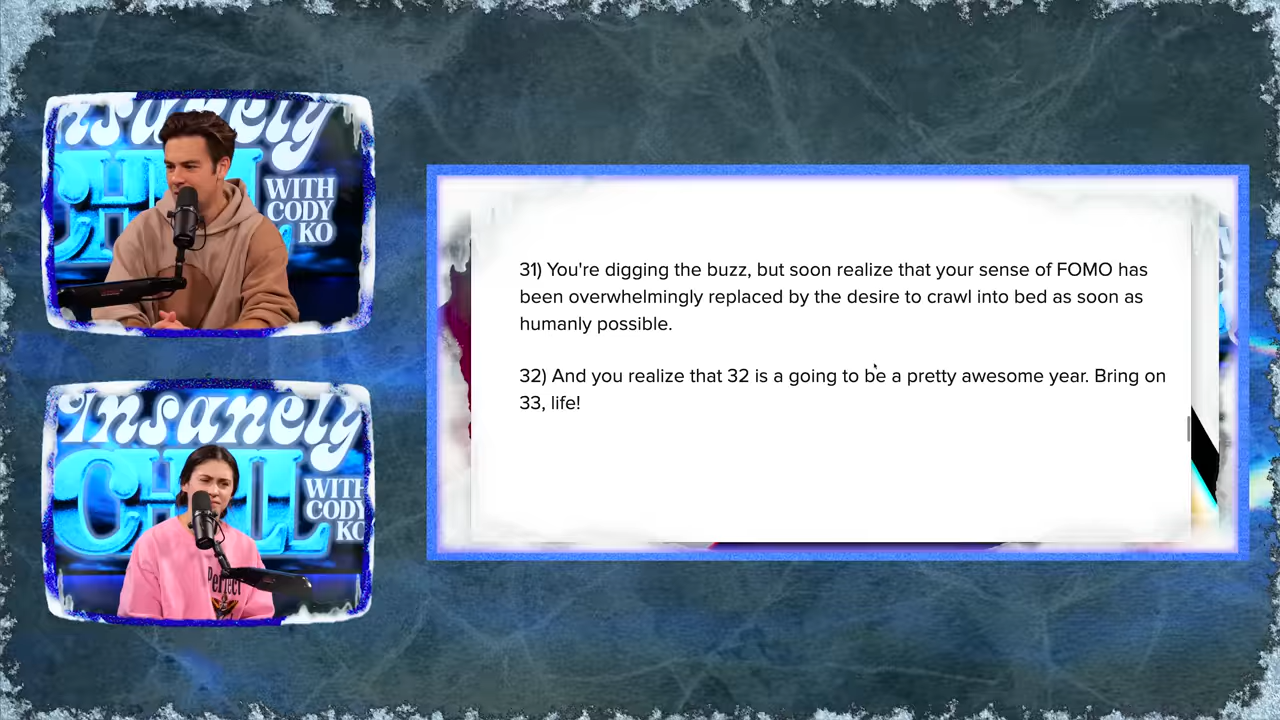 Insanely
CHILL
WITH
CODY
KO
31) You're digging the buzz, but soon realize that your sense of FOMO has
been overwhelmingly replaced by the desire to crawl into bed as soon as
humanly possible.
32) And you realize that 32 is a going to be a pretty awesome year. Bring on
33, life!
Insanely
CHILL
WITH
CODY
KO
Perfect